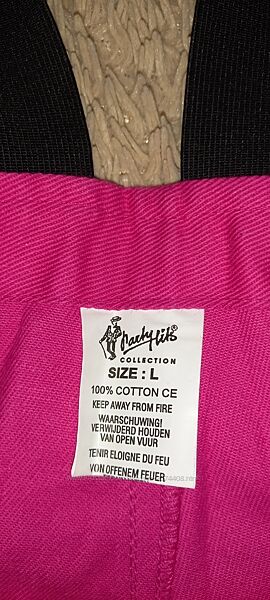 Partylife®
COLLECTION
SIZE : L
100% COTTON CE
KEEP AWAY FROM FIRE
WAARSCHUWING!
VERWIJDERD HOUDEN
VAN OPEN VUUR
TENIR ELOIGNE DU FEU
VON OFFENEM FEUER